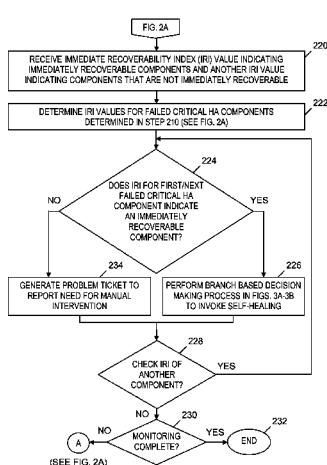 FIG. 2A
220
RECEIVE IMMEDIATE RECOVERABILITY INDEX (IRI) VALUE INDICATING
IMMEDIATELY RECOVERABLE COMPONENTS AND ANOTHER IRI VALUE
INDICATING COMPONENTS THAT ARE NOT IMMEDIATELY RECOVERABLE
222
DETERMINE IRI VALUES FOR FAILED CRITICAL HA COMPONENTS
DETERMINED IN STEP 210 (SEE FIG. 2A)
224
NO
YES
DOES IRI FOR FIRST/NEXT
FAILED CRITICAL HA
COMPONENT INDICATE
AN IMMEDIATELY
RECOVERABLE
COMPONENT?
234
GENERATE PROBLEM TICKET TO
REPORT NEED FOR MANUAL
INTERVENTION
226
PERFORM BRANCH BASED DECISION
MAKING PROCESS IN FIGS. 3A-3B
TO INVOKE SELF-HEALING
228
CHECK IRI OF
ANOTHER
COMPONENT?
YES
NO
230
MONITORING
COMPLETE?
NO
YES
232
END
A
(SEE FIG. 2A)